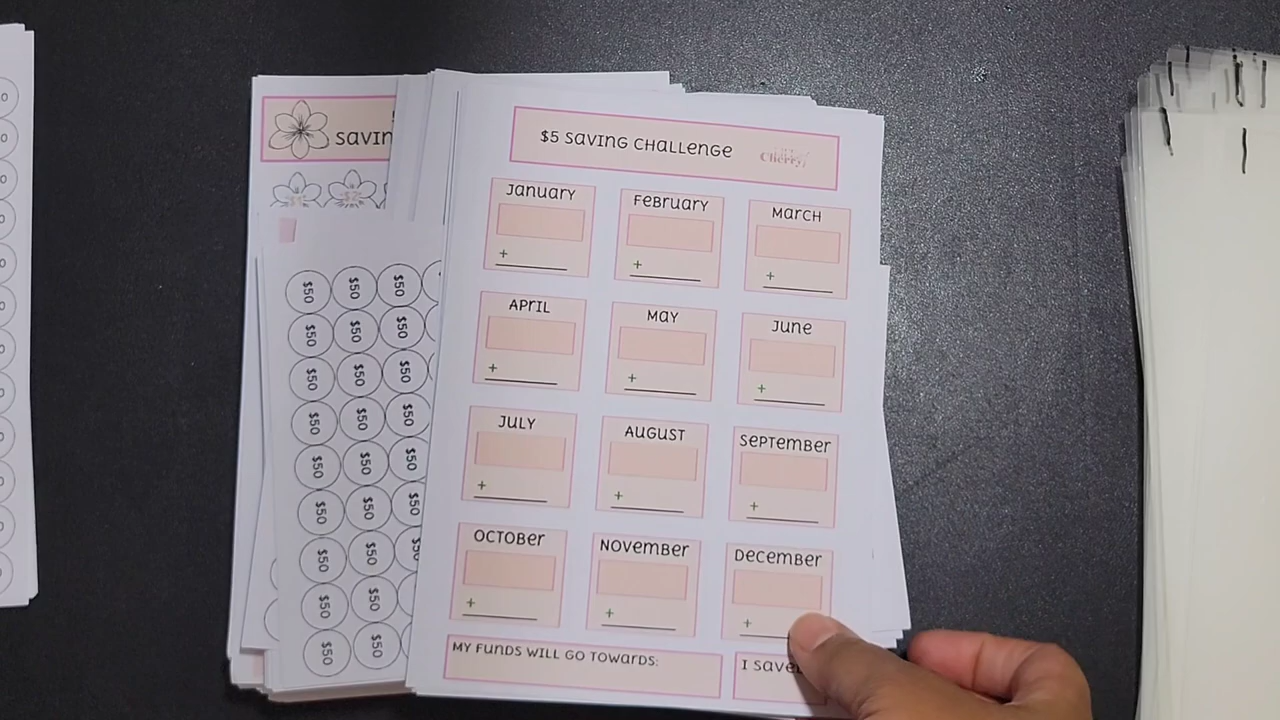 $5 Saving Challenge
Cherry
January
February
March
+
+
+
April
May
June
+
+
+
July
August
September
+
+
+
October
November
December
+
+
+
My funds will go towards:
I save
savin
$50 $50 $50
$50 $50 $50
$50 $50 $50
$50 $50 $50
$50 $50 $50
$50 $50 $50
$50 $50 $50
$50 $50
$50 $50